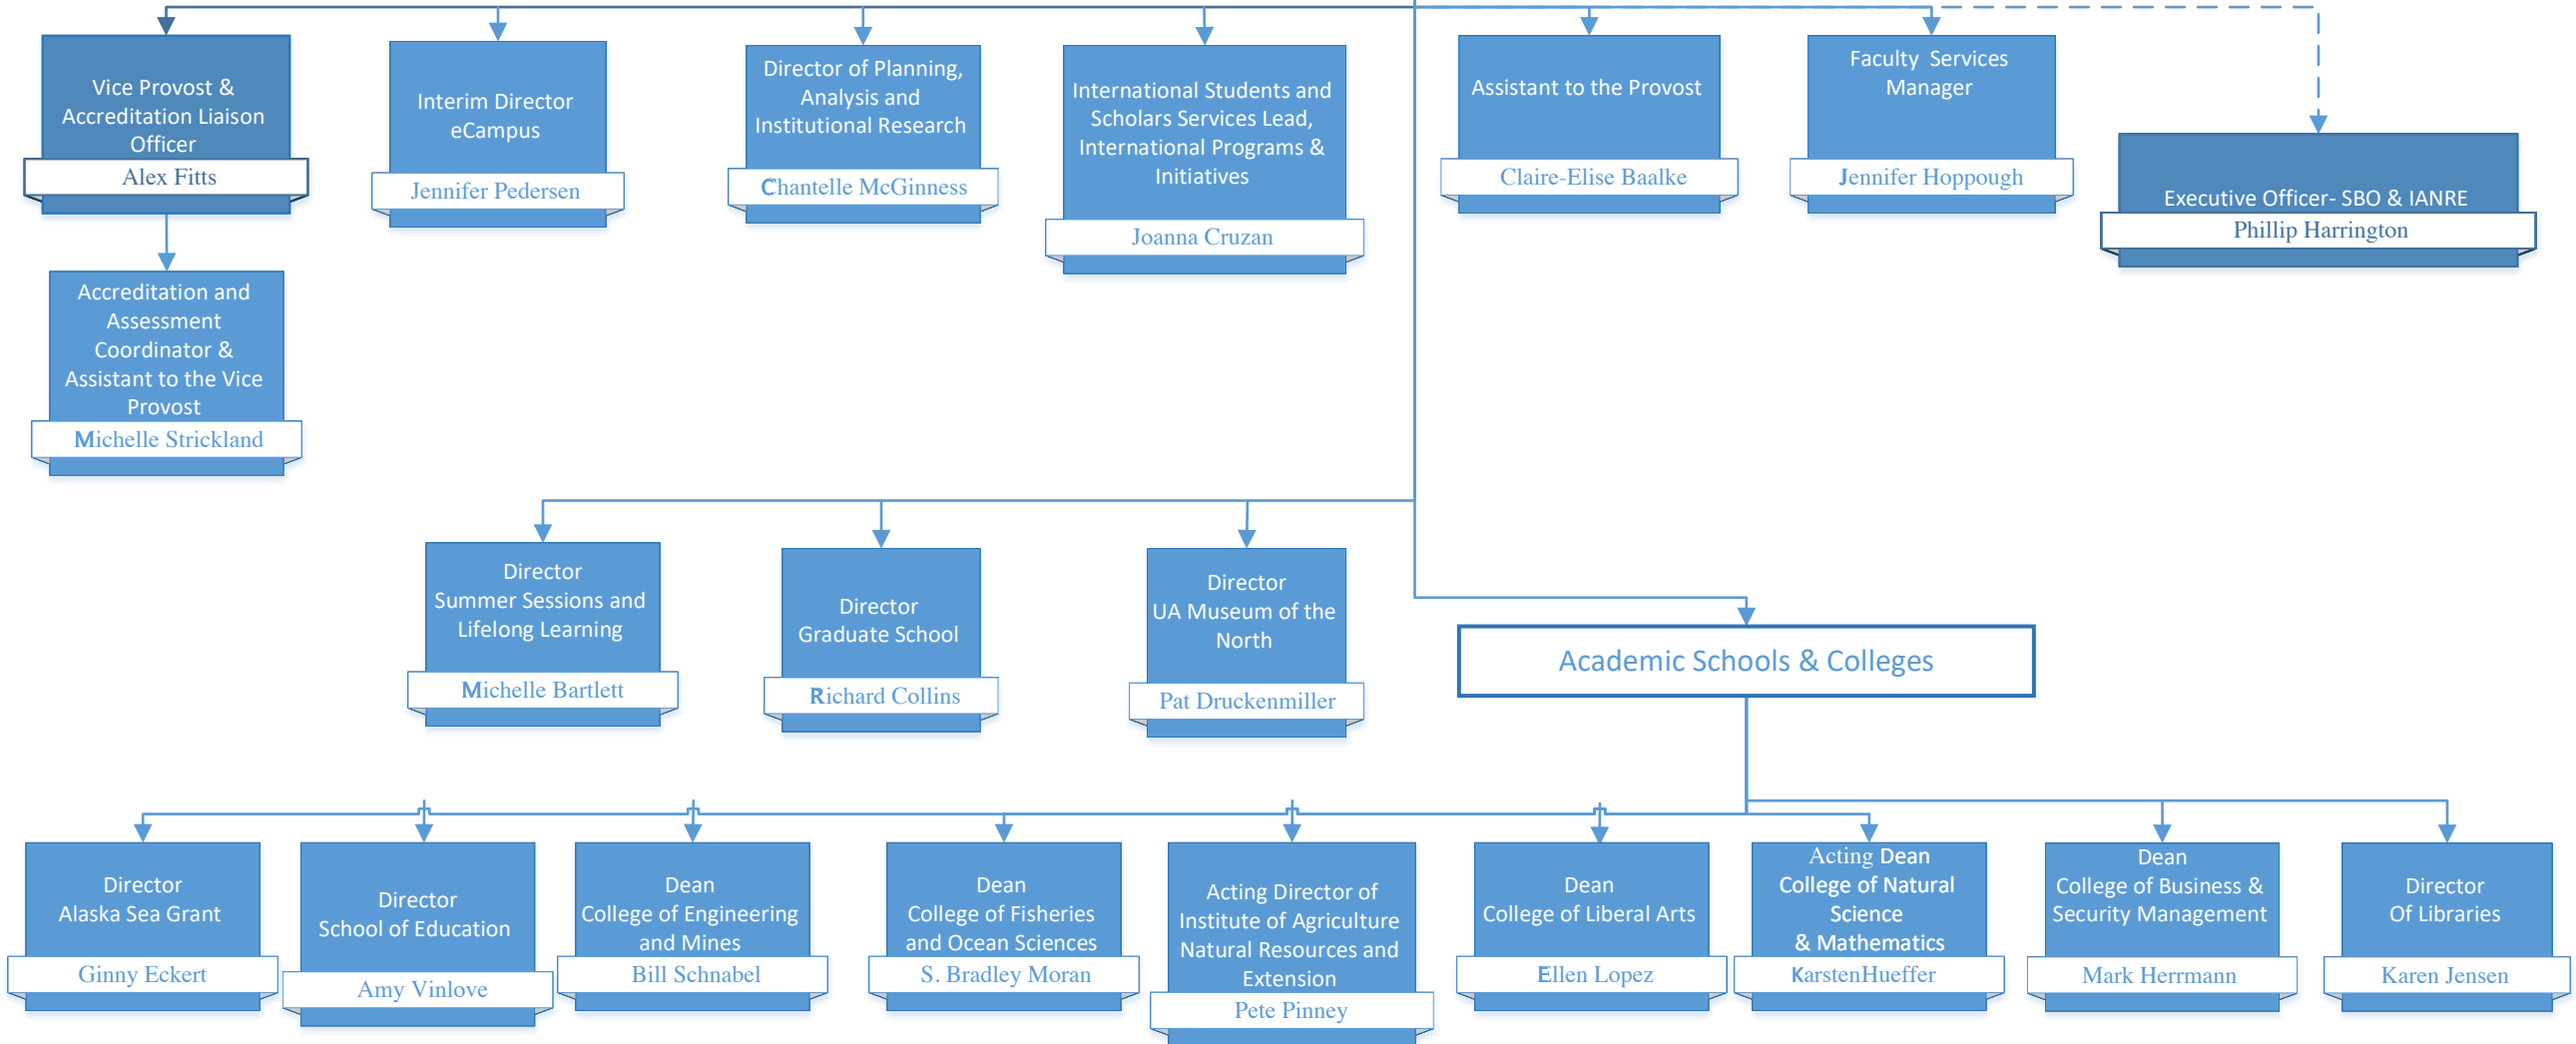 Vice Provost &
Accreditation Liaison
Officer
Alex Fitts
Interim Director
eCampus
Jennifer Pedersen
Director of Planning,
Analysis and
Institutional Research
Chantelle McGinness
International Students and
Scholars Services Lead,
International Programs &
Initiatives
Joanna Cruzan
Assistant to the Provost
Claire-Elise Baalke
Faculty Services
Manager
Jennifer Hoppough
Executive Officer- SBO & IANRE
Phillip Harrington
Accreditation and
Assessment
Coordinator &
Assistant to the Vice
Provost
Michelle Strickland
Director
Summer Sessions and
Lifelong Learning
Michelle Bartlett
Director
Graduate School
Richard Collins
Director
UA Museum of the
North
Pat Druckenmiller
Academic Schools & Colleges
Director
Alaska Sea Grant
Ginny Eckert
Director
School of Education
Amy Vinlove
Dean
College of Engineering
and Mines
Bill Schnabel
Dean
College of Fisheries
and Ocean Sciences
S. Bradley Moran
Acting Director of
Institute of Agriculture
Natural Resources and
Extension
Pete Pinney
Dean
College of Liberal Arts
Ellen Lopez
Acting Dean
College of Natural
Science
& Mathematics
KarstenHueffer
Dean
College of Business &
Security Management
Mark Herrmann
Director
Of Libraries
Karen Jensen